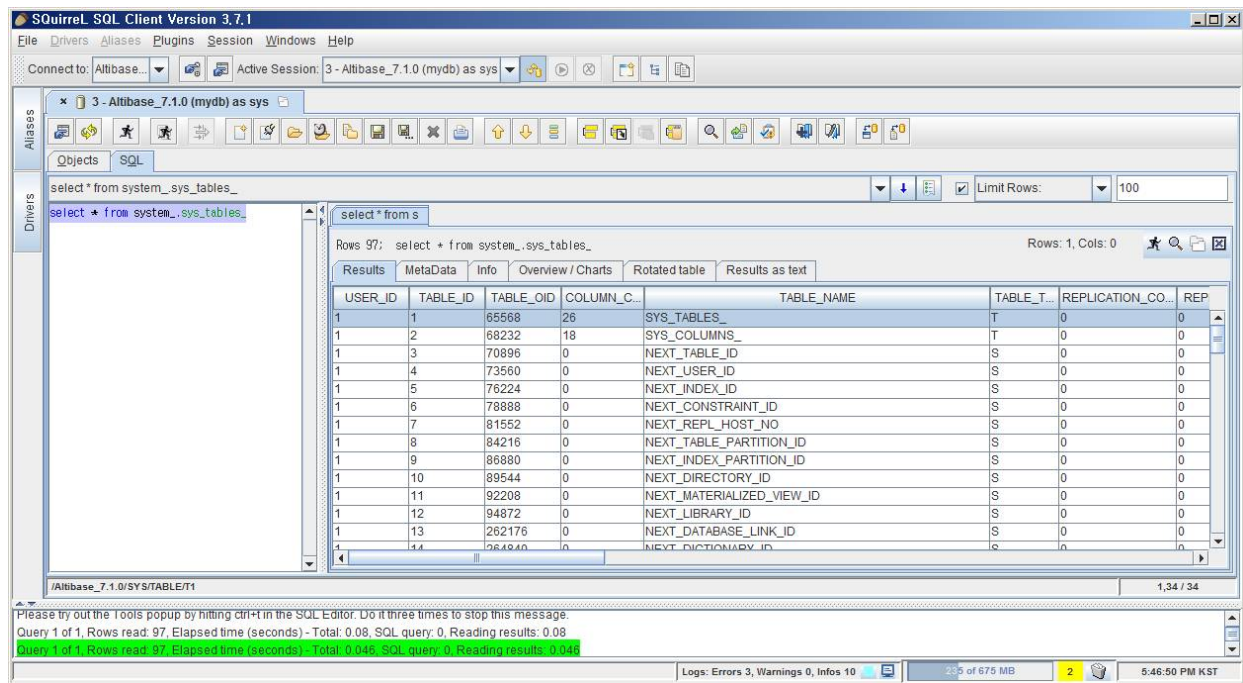 SQuirreL SQL Client Version 3.7.1
File Drivers Aliases Plugins Session Windows Help
Connect to: Altibase... Active Session: 3 - Altibase_7.1.0 (mydb) as sys
Aliases
Drivers
3 - Altibase_7.1.0 (mydb) as sys
Objects SQL
select * from system_.sys_tables_ Limit Rows: 100
select * from system_.sys_tables_
select * from s
Rows 97; select * from system_.sys_tables_ Rows: 1, Cols: 0
Results MetaData Info Overview / Charts Rotated table Results as text
USER_ID TABLE_ID TABLE_OID COLUMN_C... TABLE_NAME TABLE_T... REPLICATION_CO... REP
1 1 65568 26 SYS_TABLES_ T 0 0
1 2 68232 18 SYS_COLUMNS_ T 0 0
1 3 70896 0 NEXT_TABLE_ID S 0 0
1 4 73560 0 NEXT_USER_ID S 0 0
1 5 76224 0 NEXT_INDEX_ID S 0 0
1 6 78888 0 NEXT_CONSTRAINT_ID S 0 0
1 7 81552 0 NEXT_REPL_HOST_NO S 0 0
1 8 84216 0 NEXT_TABLE_PARTITION_ID S 0 0
1 9 86880 0 NEXT_INDEX_PARTITION_ID S 0 0
1 10 89544 0 NEXT_DIRECTORY_ID S 0 0
1 11 92208 0 NEXT_MATERIALIZED_VIEW_ID S 0 0
1 12 94872 0 NEXT_LIBRARY_ID S 0 0
1 13 262176 0 NEXT_DATABASE_LINK_ID S 0 0
1 14 264840 0 NEXT_DICTIONARY_ID S 0 0
/Altibase_7.1.0/SYS/TABLE/T1 1,34 / 34
Please try out the Tools popup by hitting ctrl+t in the SQL Editor. Do it three times to stop this message.
Query 1 of 1, Rows read: 97, Elapsed time (seconds) - Total: 0.08, SQL query: 0, Reading results: 0.08
Query 1 of 1, Rows read: 97, Elapsed time (seconds) - Total: 0.046, SQL query: 0, Reading results: 0.046
Logs: Errors 3, Warnings 0, Infos 10 235 of 675 MB 2 5:46:50 PM KST